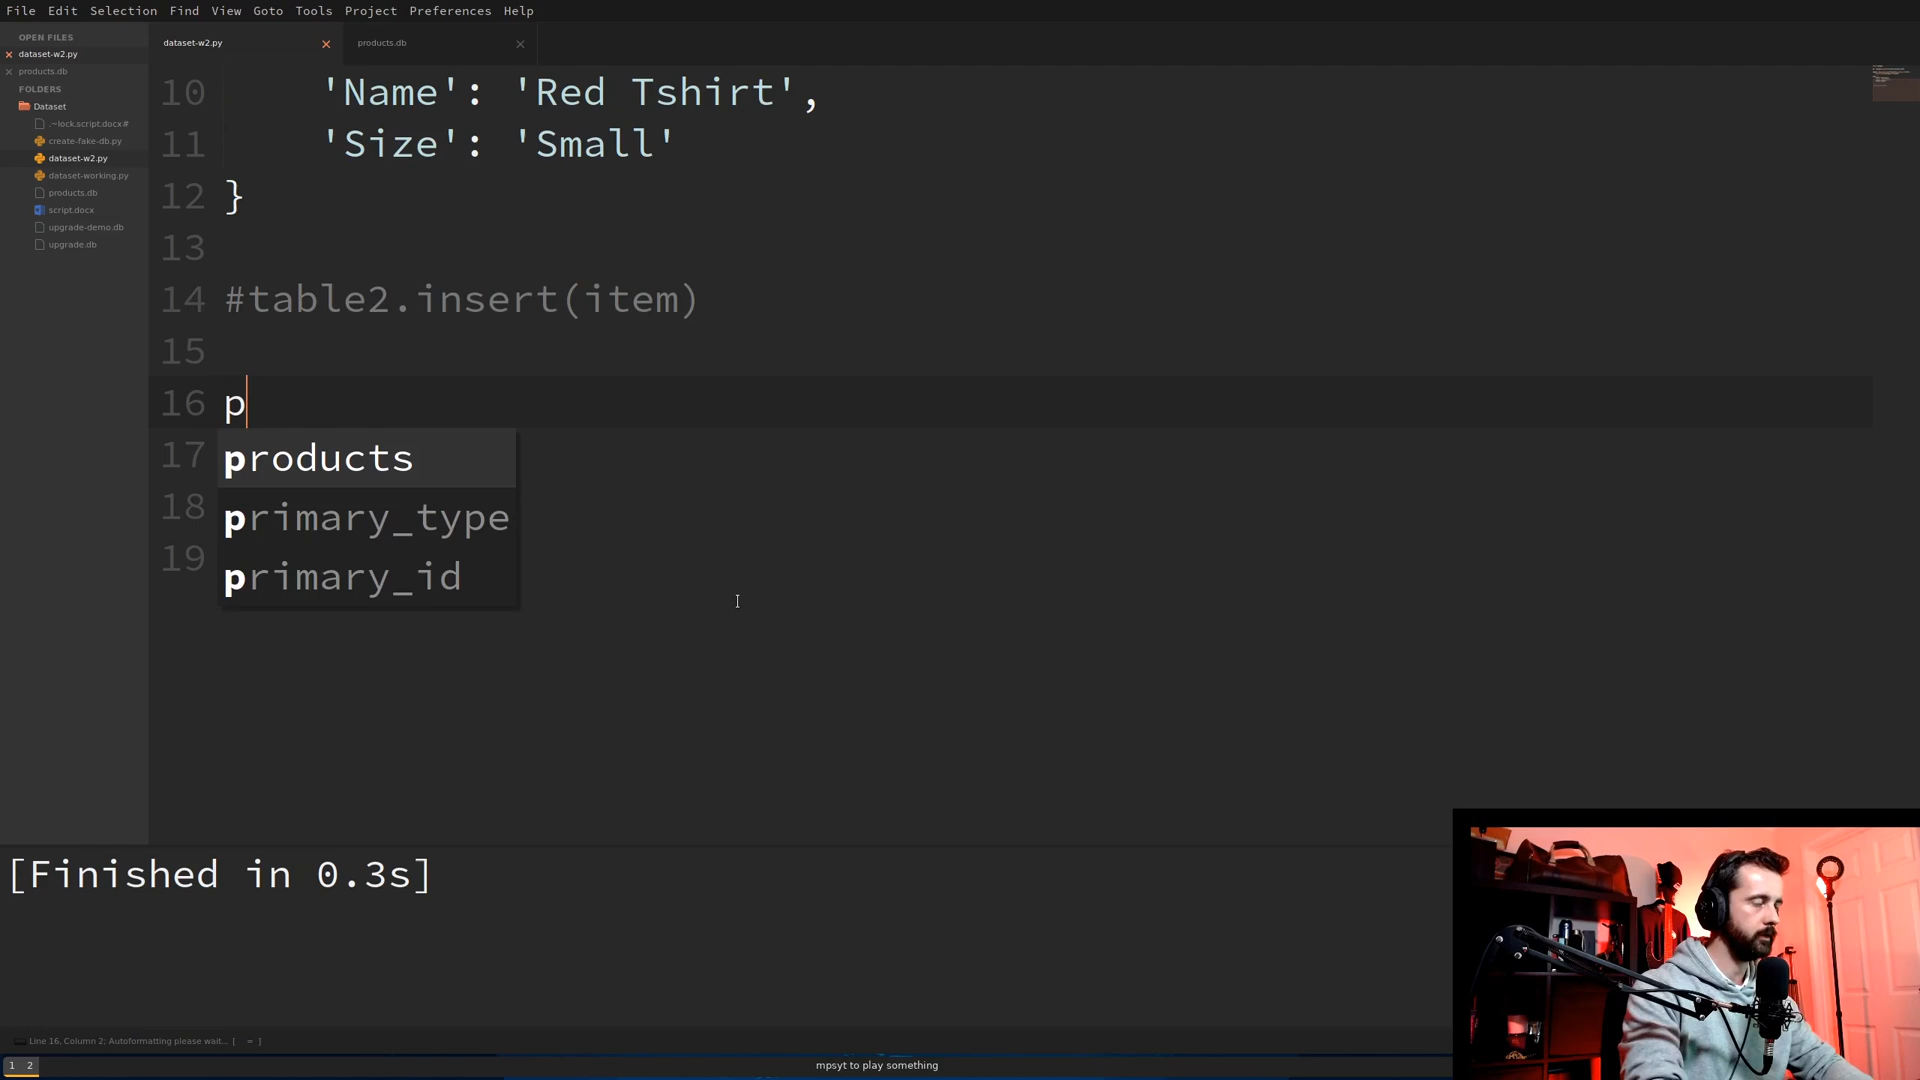 File Edit Selection Find View Goto Tools Project Preferences Help
OPEN FILES
dataset-w2.py
products.db
FOLDERS
Dataset
.~lock.script.docx#
create-fake-db.py
dataset-w2.py
dataset-working.py
products.db
script.docx
upgrade-demo.db
upgrade.db
dataset-w2.py
products.db
10 'Name': 'Red Tshirt',
11 'Size': 'Small'
12 }
13
14 #table2.insert(item)
15
16 p
17
18
19
products
primary_type
primary_id
[Finished in 0.3s]
Line 16, Column 2; Autoformatting please wait... [ = ]
1 2
mpsyt to play something